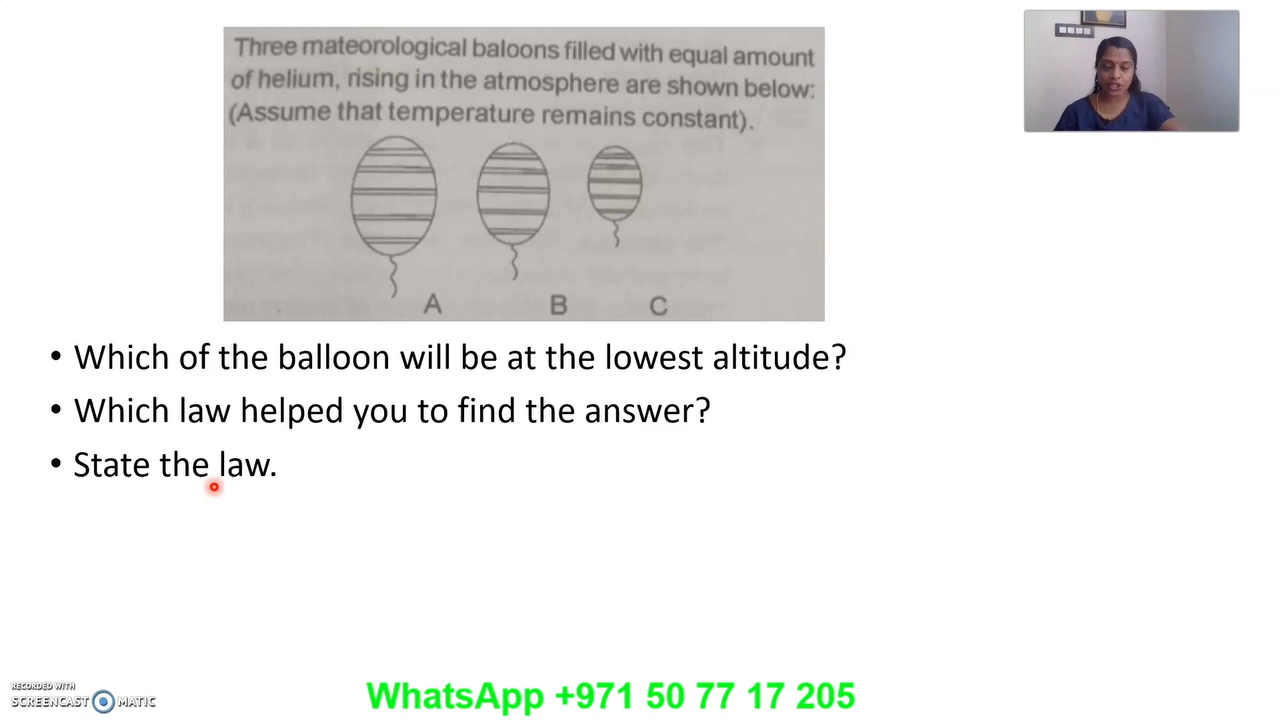 Three mateorological baloons filled with equal amount
of helium, rising in the atmosphere are shown below:
(Assume that temperature remains constant).
A B C
• Which of the balloon will be at the lowest altitude?
• Which law helped you to find the answer?
• State the law.
RECORDED WITH
SCREENCAST MATIC
WhatsApp +971 50 77 17 205